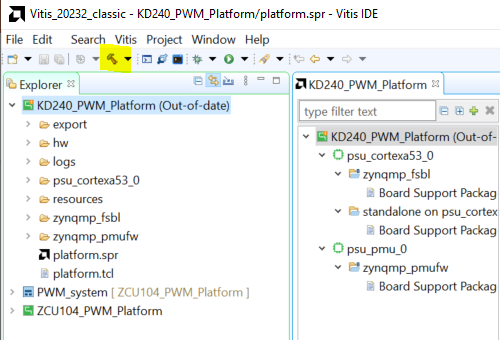 Vitis_20232_classic - KD240_PWM_Platform/platform.spr - Vitis IDE
File Edit Search Vitis Project Window Help
Explorer
KD240_PWM_Platform (Out-of-date)
export
hw
logs
psu_cortexa53_0
resources
zynqmp_fsbl
zynqmp_pmufw
platform.spr
platform.tcl
PWM_system [ ZCU104_PWM_Platform ]
ZCU104_PWM_Platform
KD240_PWM_Platform
type filter text
KD240_PWM_Platform (Out-of-
psu_cortexa53_0
zynqmp_fsbl
Board Support Packag
standalone on psu_cortex
Board Support Packag
psu_pmu_0
zynqmp_pmufw
Board Support Packag